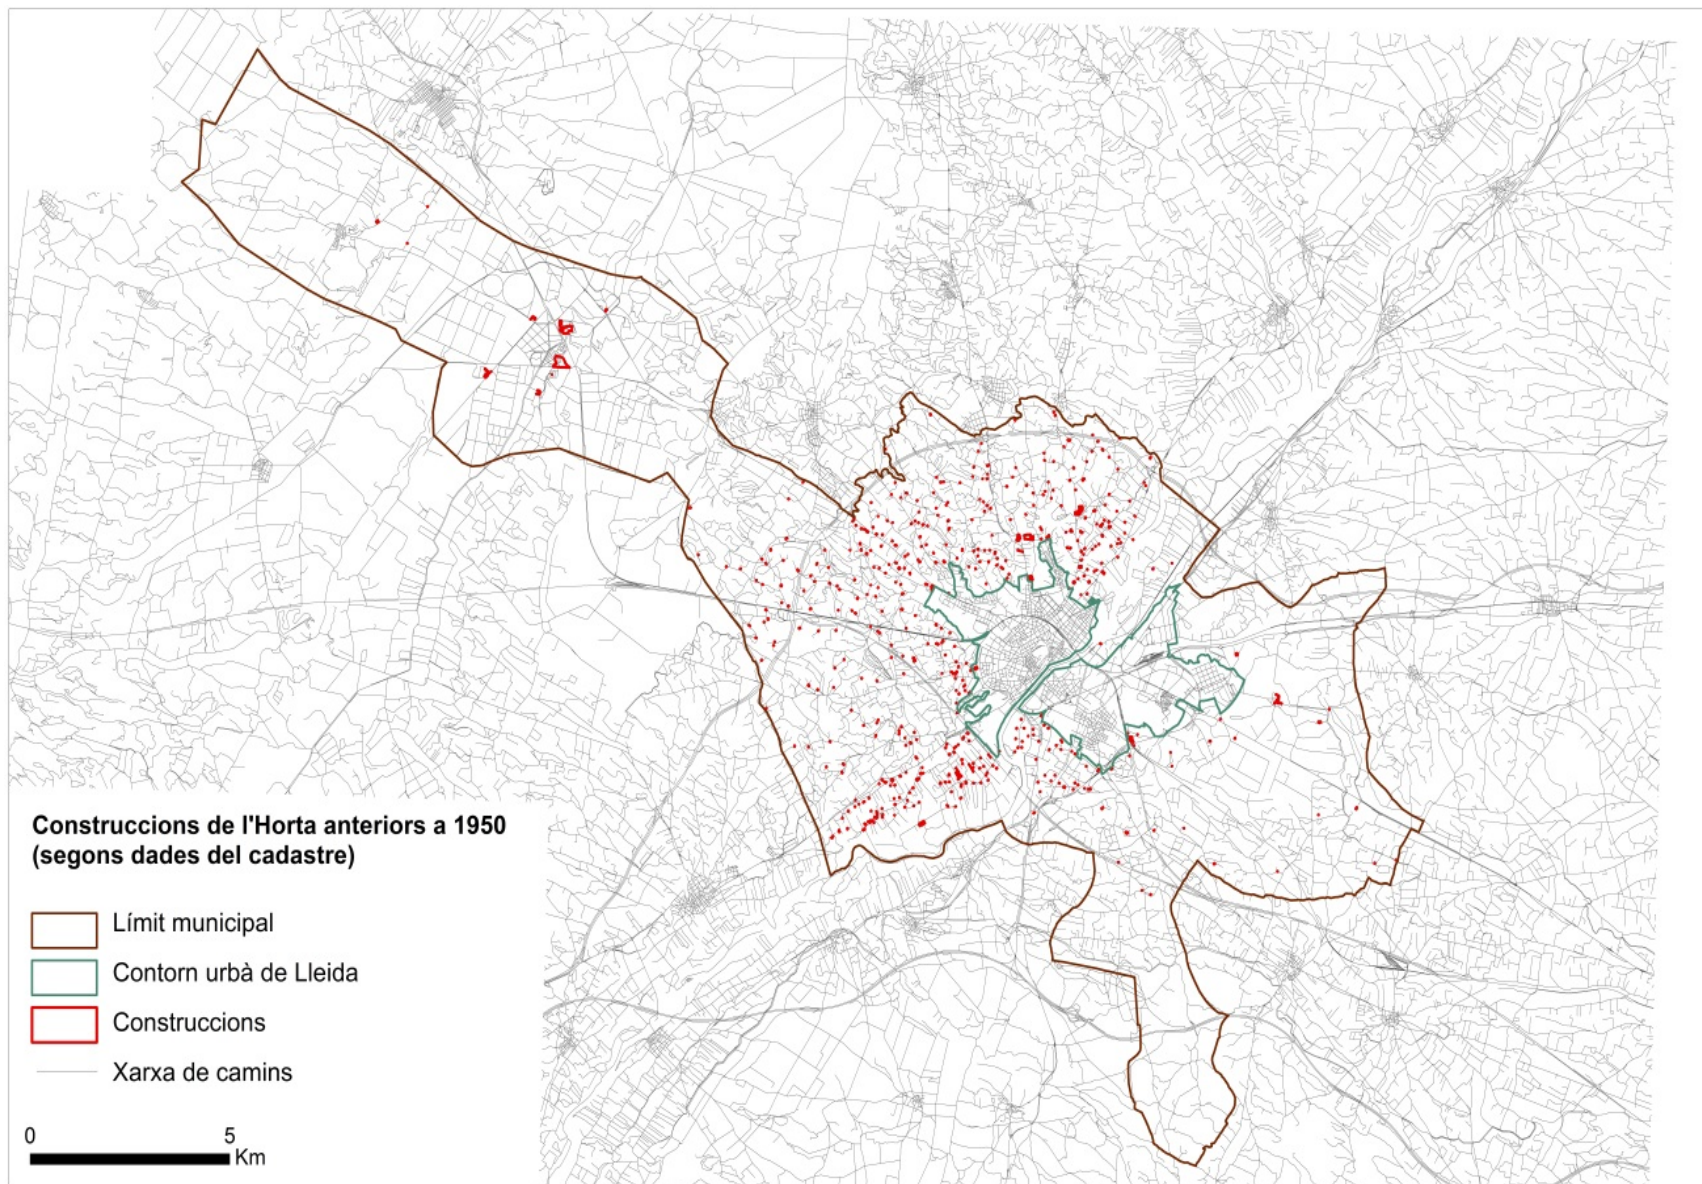 Construccions de l'Horta anteriors a 1950
(segons dades del cadastre)
Límit municipal
Contorn urbà de Lleida
Construccions
Xarxa de camins
0 5
Km